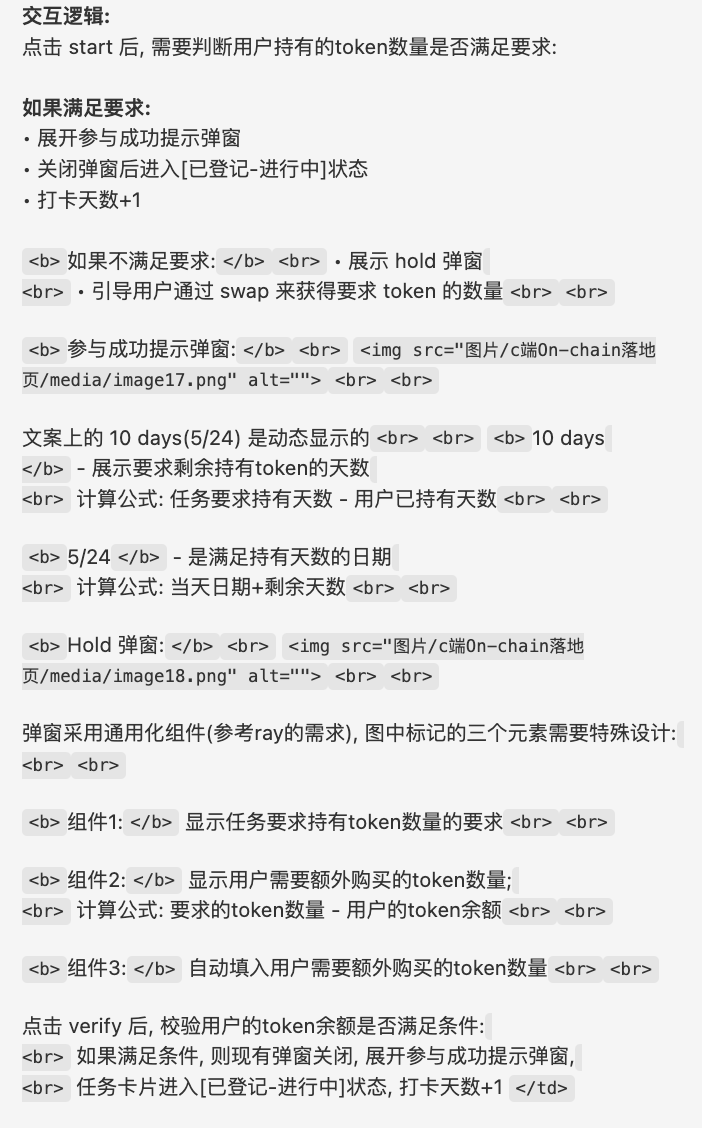 交互逻辑:
点击 start 后, 需要判断用户持有的token数量是否满足要求:
如果满足要求:
• 展开参与成功提示弹窗
• 关闭弹窗后进入[已登记-进行中]状态
• 打卡天数+1
<b>如果不满足要求:</b> <br> • 展示 hold 弹窗
<br> • 引导用户通过 swap 来获得要求 token 的数量<br> <br>
<b>参与成功提示弹窗:</b> <br> <img src="图片/c端On-chain落地
页/media/image17.png" alt=""> <br> <br>
文案上的 10 days(5/24) 是动态显示的<br> <br> <b>10 days
</b> - 展示要求剩余持有token的天数
<br> 计算公式: 任务要求持有天数 - 用户已持有天数<br> <br>
<b>5/24</b> - 是满足持有天数的日期
<br> 计算公式: 当天日期+剩余天数<br> <br>
<b>Hold 弹窗:</b> <br> <img src="图片/c端On-chain落地
页/media/image18.png" alt=""> <br> <br>
弹窗采用通用化组件(参考ray的需求), 图中标记的三个元素需要特殊设计:
<br> <br>
<b>组件1:</b> 显示任务要求持有token数量的要求<br> <br>
<b>组件2:</b> 显示用户需要额外购买的token数量;
<br> 计算公式: 要求的token数量 - 用户的token余额<br> <br>
<b>组件3:</b> 自动填入用户需要额外购买的token数量<br> <br>
点击 verify 后, 校验用户的token余额是否满足条件:
<br> 如果满足条件, 则现有弹窗关闭, 展开参与成功提示弹窗,
<br> 任务卡片进入[已登记-进行中]状态, 打卡天数+1 </td>